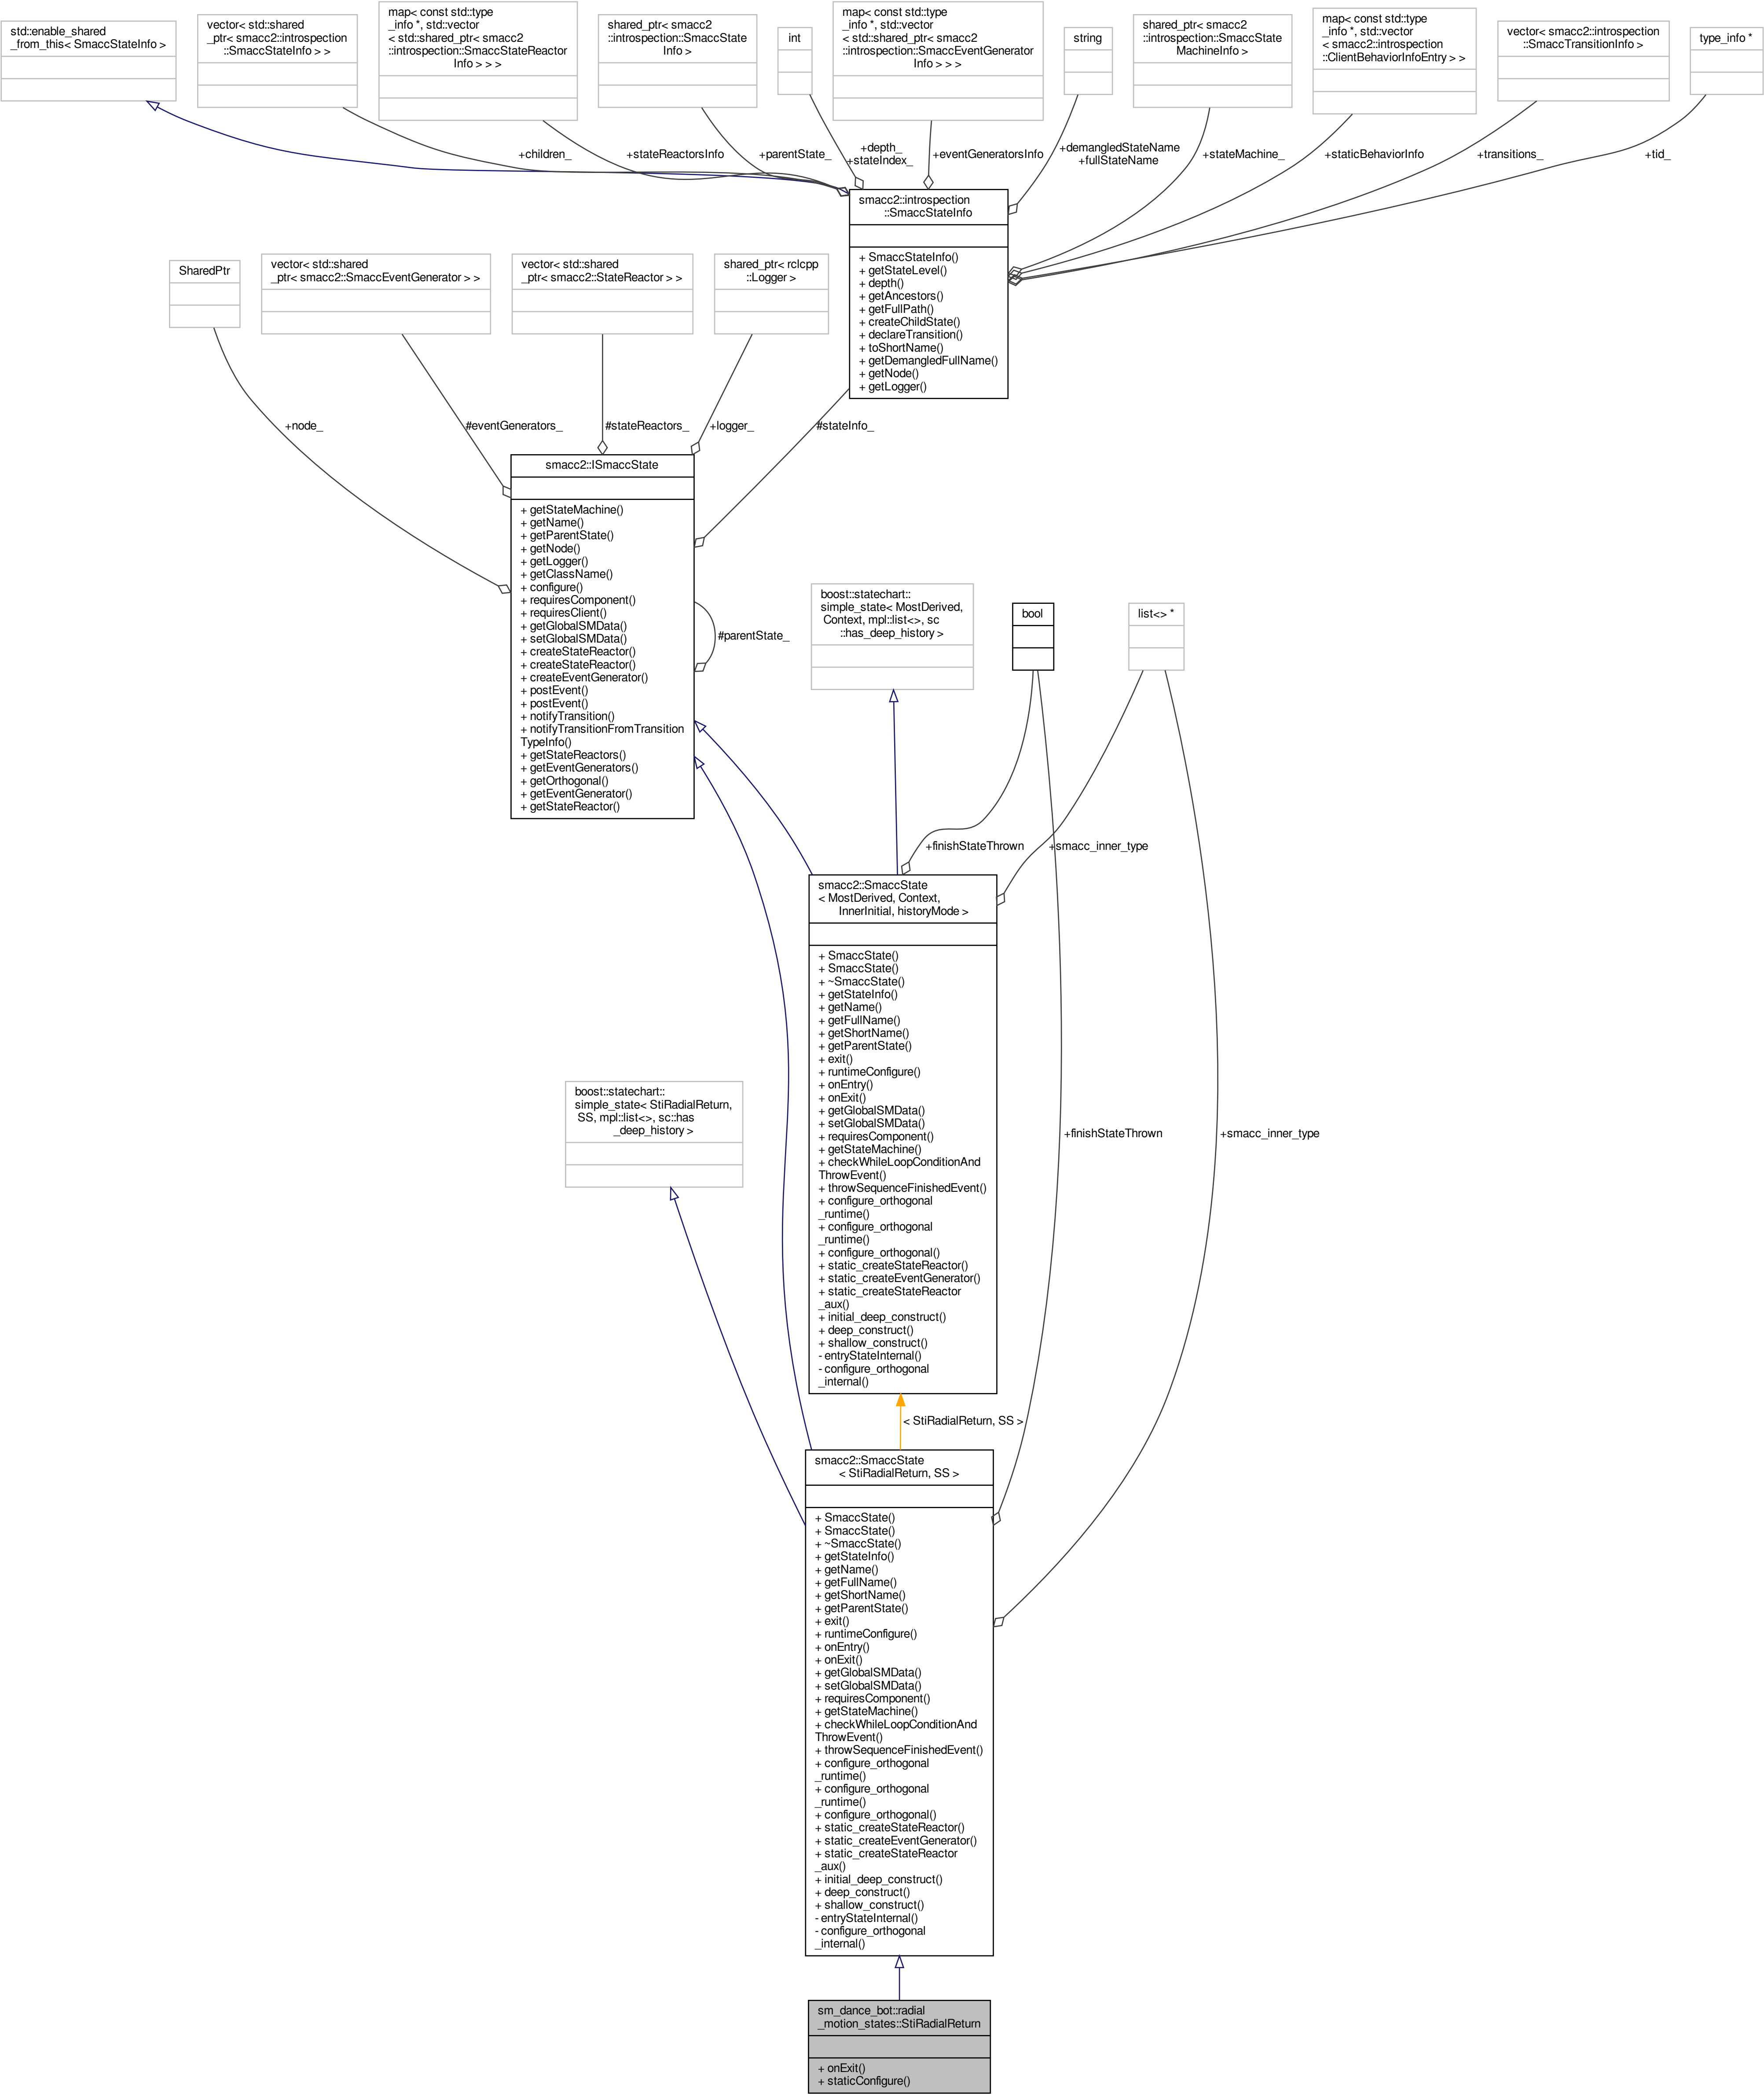 std::enable_shared
_from_this< SmaccStateInfo >
vector< std::shared
_ptr< smacc2::introspection
::SmaccStateInfo > >
map< const std::type
_info *, std::vector
< std::shared_ptr< smacc2
::introspection::SmaccStateReactor
Info > > >
shared_ptr< smacc2
::introspection::SmaccState
Info >
int
map< const std::type
_info *, std::vector
< std::shared_ptr< smacc2
::introspection::SmaccEventGenerator
Info > > >
string
shared_ptr< smacc2
::introspection::SmaccState
MachineInfo >
map< const std::type
_info *, std::vector
< smacc2::introspection
::ClientBehaviorInfoEntry > >
vector< smacc2::introspection
::SmaccTransitionInfo >
type_info *
+children_
+stateReactorsInfo
+parentState_
+depth_
+stateIndex_
+eventGeneratorsInfo
+demangledStateName
+fullStateName
+stateMachine_
+staticBehaviorInfo
+transitions_
+tid_
smacc2::introspection
::SmaccStateInfo
+ SmaccStateInfo()
+ getStateLevel()
+ depth()
+ getAncestors()
+ getFullPath()
+ createChildState()
+ declareTransition()
+ toShortName()
+ getDemangledFullName()
+ getNode()
+ getLogger()
SharedPtr
vector< std::shared
_ptr< smacc2::SmaccEventGenerator > >
vector< std::shared
_ptr< smacc2::StateReactor > >
shared_ptr< rclcpp
::Logger >
+node_
#eventGenerators_
#stateReactors_
+logger_
#stateInfo_
smacc2::ISmaccState
+ getStateMachine()
+ getName()
+ getParentState()
+ getNode()
+ getLogger()
+ getClassName()
+ configure()
+ requiresComponent()
+ requiresClient()
+ getGlobalSMData()
+ setGlobalSMData()
+ createStateReactor()
+ createStateReactor()
+ createEventGenerator()
+ postEvent()
+ postEvent()
+ notifyTransition()
+ notifyTransitionFromTransition
TypeInfo()
+ getStateReactors()
+ getEventGenerators()
+ getOrthogonal()
+ getEventGenerator()
+ getStateReactor()
#parentState_
boost::statechart::
simple_state< MostDerived,
Context, mpl::list<>, sc
::has_deep_history >
bool
list<> *
+finishStateThrown
+smacc_inner_type
smacc2::SmaccState
< MostDerived, Context,
InnerInitial, historyMode >
+ SmaccState()
+ SmaccState()
+ ~SmaccState()
+ getStateInfo()
+ getName()
+ getFullName()
+ getShortName()
+ getParentState()
+ exit()
+ runtimeConfigure()
+ onEntry()
+ onExit()
+ getGlobalSMData()
+ setGlobalSMData()
+ requiresComponent()
+ getStateMachine()
+ checkWhileLoopConditionAnd
ThrowEvent()
+ throwSequenceFinishedEvent()
+ configure_orthogonal
_runtime()
+ configure_orthogonal
_runtime()
+ configure_orthogonal()
+ static_createStateReactor()
+ static_createEventGenerator()
+ static_createStateReactor
_aux()
+ initial_deep_construct()
+ deep_construct()
+ shallow_construct()
- entryStateInternal()
- configure_orthogonal
_internal()
boost::statechart::
simple_state< StiRadialReturn,
SS, mpl::list<>, sc::has
_deep_history >
+finishStateThrown
+smacc_inner_type
< StiRadialReturn, SS >
smacc2::SmaccState
< StiRadialReturn, SS >
+ SmaccState()
+ SmaccState()
+ ~SmaccState()
+ getStateInfo()
+ getName()
+ getFullName()
+ getShortName()
+ getParentState()
+ exit()
+ runtimeConfigure()
+ onEntry()
+ onExit()
+ getGlobalSMData()
+ setGlobalSMData()
+ requiresComponent()
+ getStateMachine()
+ checkWhileLoopConditionAnd
ThrowEvent()
+ throwSequenceFinishedEvent()
+ configure_orthogonal
_runtime()
+ configure_orthogonal
_runtime()
+ configure_orthogonal()
+ static_createStateReactor()
+ static_createEventGenerator()
+ static_createStateReactor
_aux()
+ initial_deep_construct()
+ deep_construct()
+ shallow_construct()
- entryStateInternal()
- configure_orthogonal
_internal()
sm_dance_bot::radial
_motion_states::StiRadialReturn
+ onExit()
+ staticConfigure()